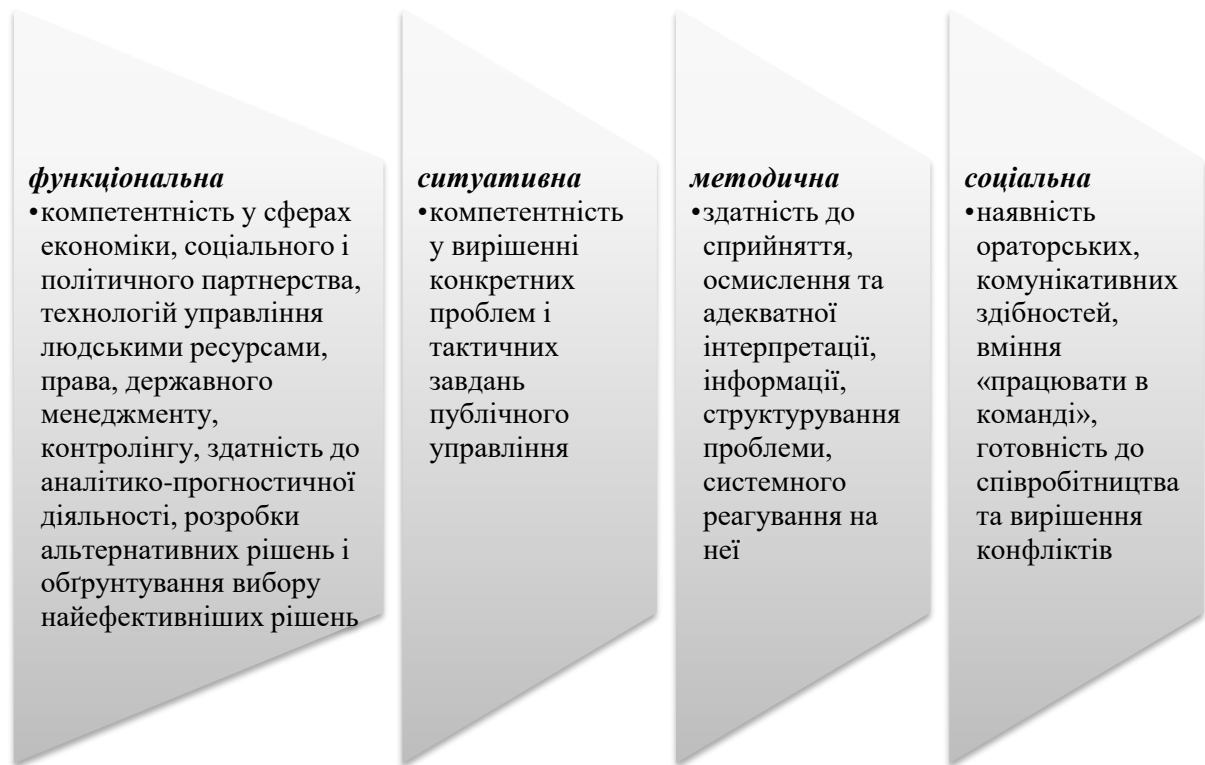 функціональна
•компетентність у сферах
економіки, соціального і
політичного партнерства,
технологій управління
людськими ресурсами,
права, державного
менеджменту,
контролінгу, здатність до
аналітико-прогностичної
діяльності, розробки
альтернативних рішень і
обґрунтування вибору
найефективніших рішень
ситуативна
•компетентність
у вирішенні
конкретних
проблем і
тактичних
завдань
публічного
управління
методична
•здатність до
сприйняття,
осмислення та
адекватної
інтерпретації,
інформації,
структурування
проблеми,
системного
реагування на
неї
соціальна
•наявність
ораторських,
комунікативних
здібностей,
вміння
«працювати в
команді»,
готовність до
співробітництва
та вирішення
конфліктів